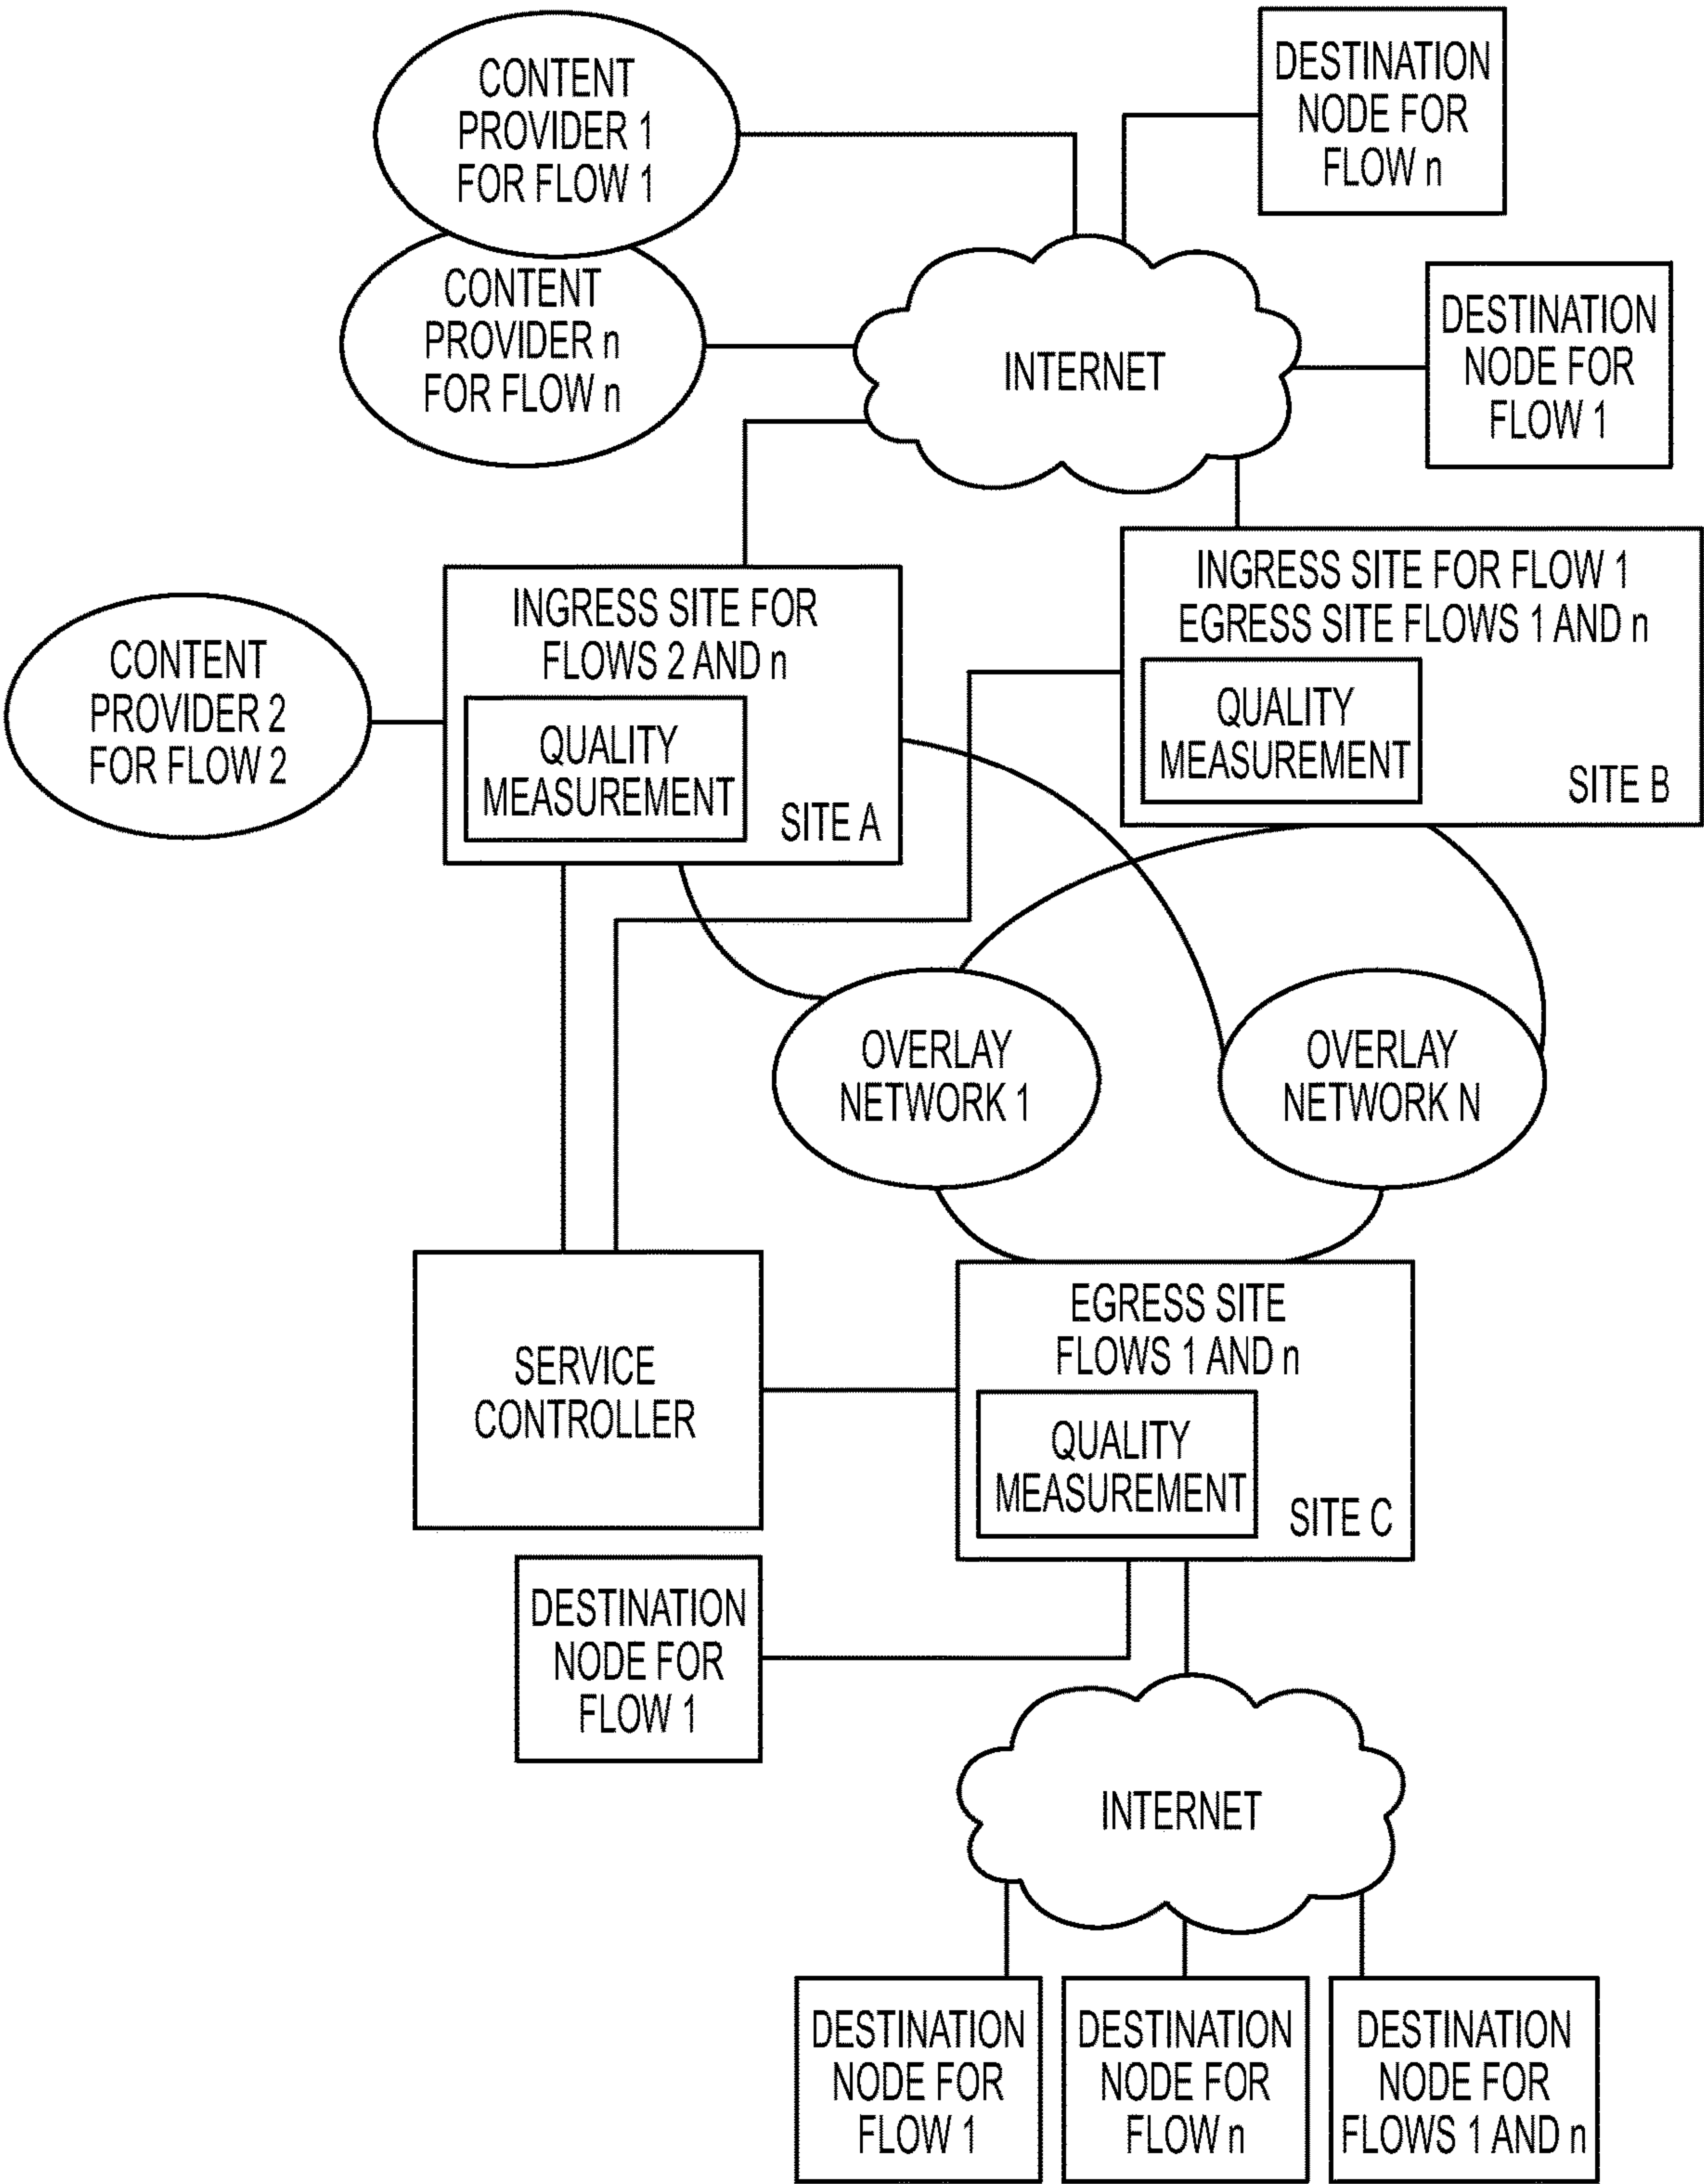 CONTENT
PROVIDER 1
FOR FLOW 1
DESTINATION
NODE FOR
FLOW n
CONTENT
PROVIDER n
FOR FLOW n
INTERNET
DESTINATION
NODE FOR
FLOW 1
CONTENT
PROVIDER 2
FOR FLOW 2
INGRESS SITE FOR
FLOWS 2 AND n
QUALITY
MEASUREMENT
SITE A
INGRESS SITE FOR FLOW 1
EGRESS SITE FLOWS 1 AND n
QUALITY
MEASUREMENT
SITE B
OVERLAY
NETWORK 1
OVERLAY
NETWORK N
SERVICE
CONTROLLER
EGRESS SITE
FLOWS 1 AND n
QUALITY
MEASUREMENT
SITE C
DESTINATION
NODE FOR
FLOW 1
INTERNET
DESTINATION
NODE FOR
FLOW 1
DESTINATION
NODE FOR
FLOW n
DESTINATION
NODE FOR
FLOWS 1 AND n